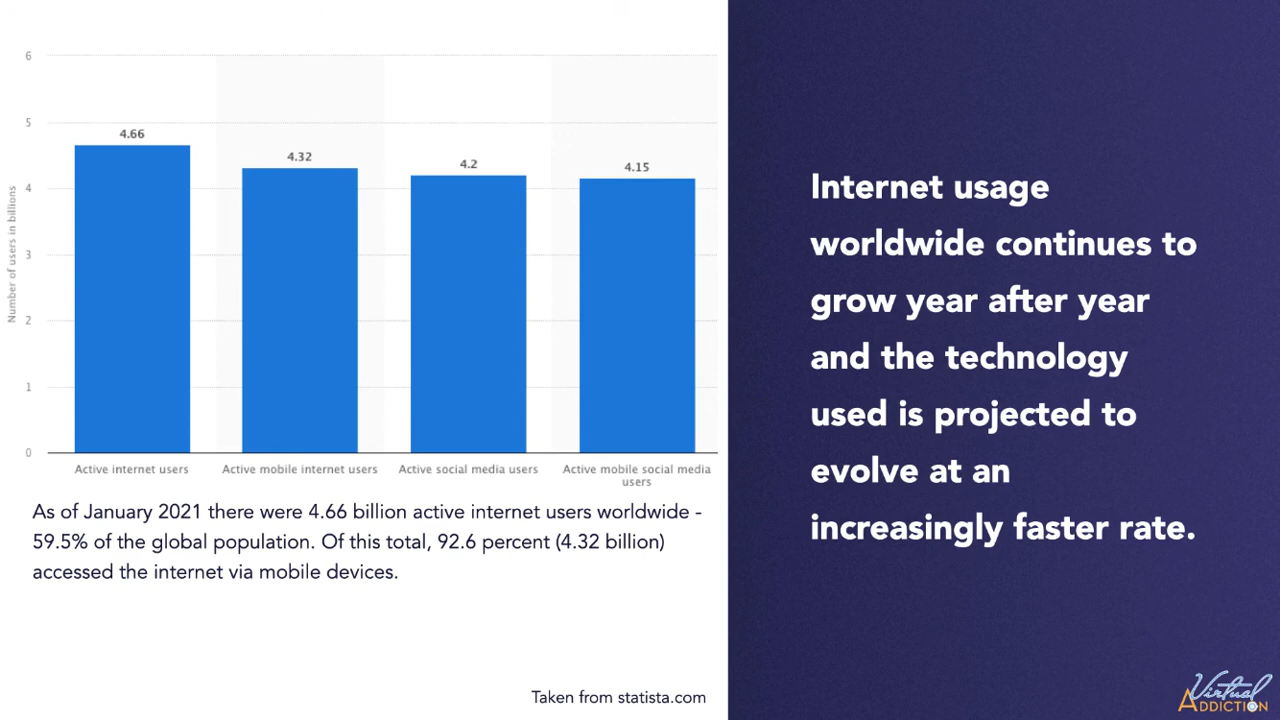 6
5
4
3
2
1
0
Number of users in billions
4.66
4.32
4.2
4.15
Active internet users
Active mobile internet users
Active social media users
Active mobile social media
users
As of January 2021 there were 4.66 billion active internet users worldwide -
59.5% of the global population. Of this total, 92.6 percent (4.32 billion)
accessed the internet via mobile devices.
Taken from statista.com
Internet usage
worldwide continues to
grow year after year
and the technology
used is projected to
evolve at an
increasingly faster rate.
Virtual
ADDICTION